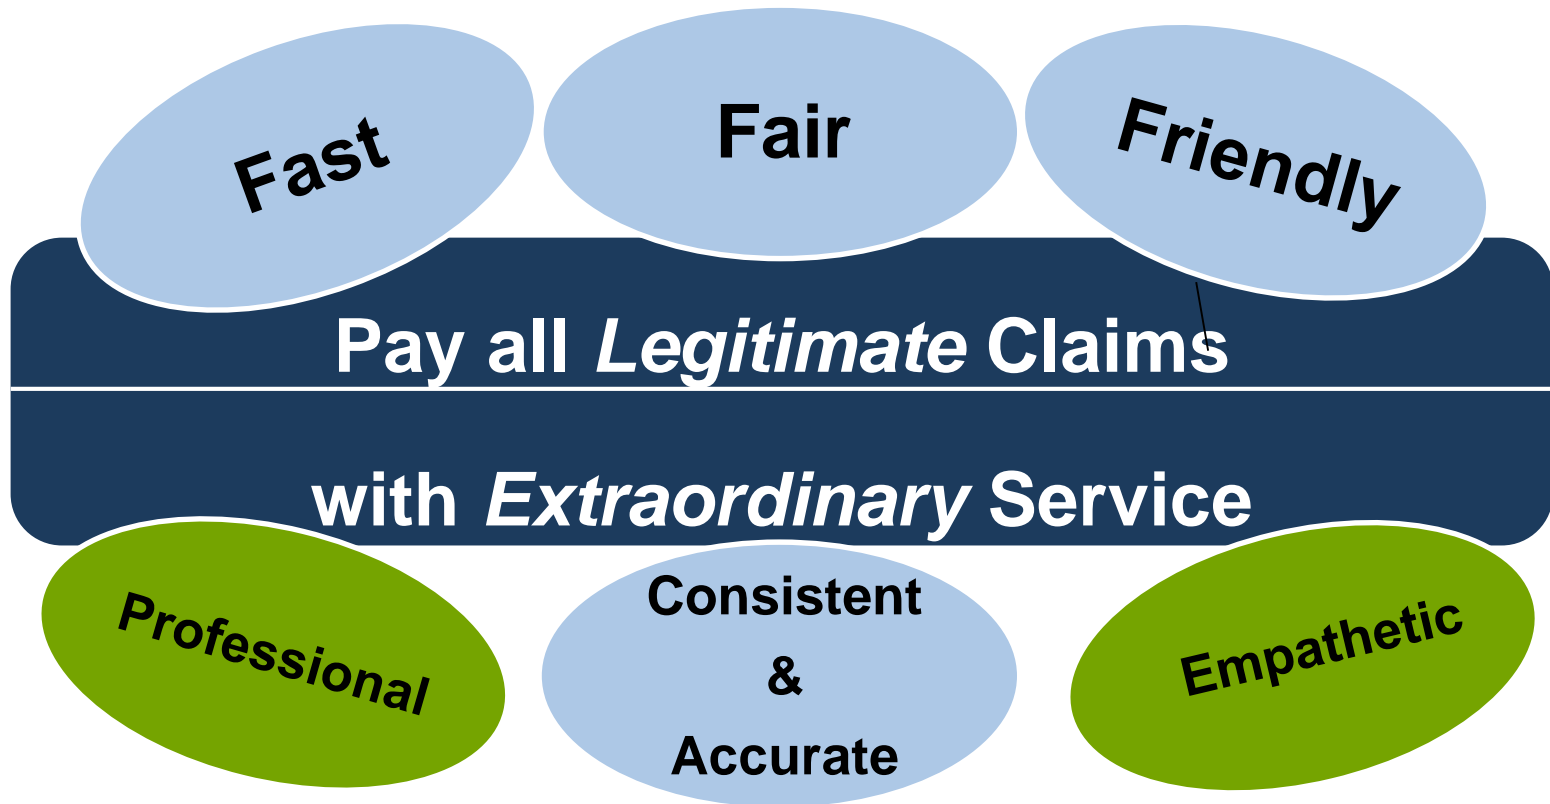 Fast
Fair
Friendly
Pay all Legitimate Claims
with Extraordinary Service
Professional
Consistent
&
Accurate
Empathetic